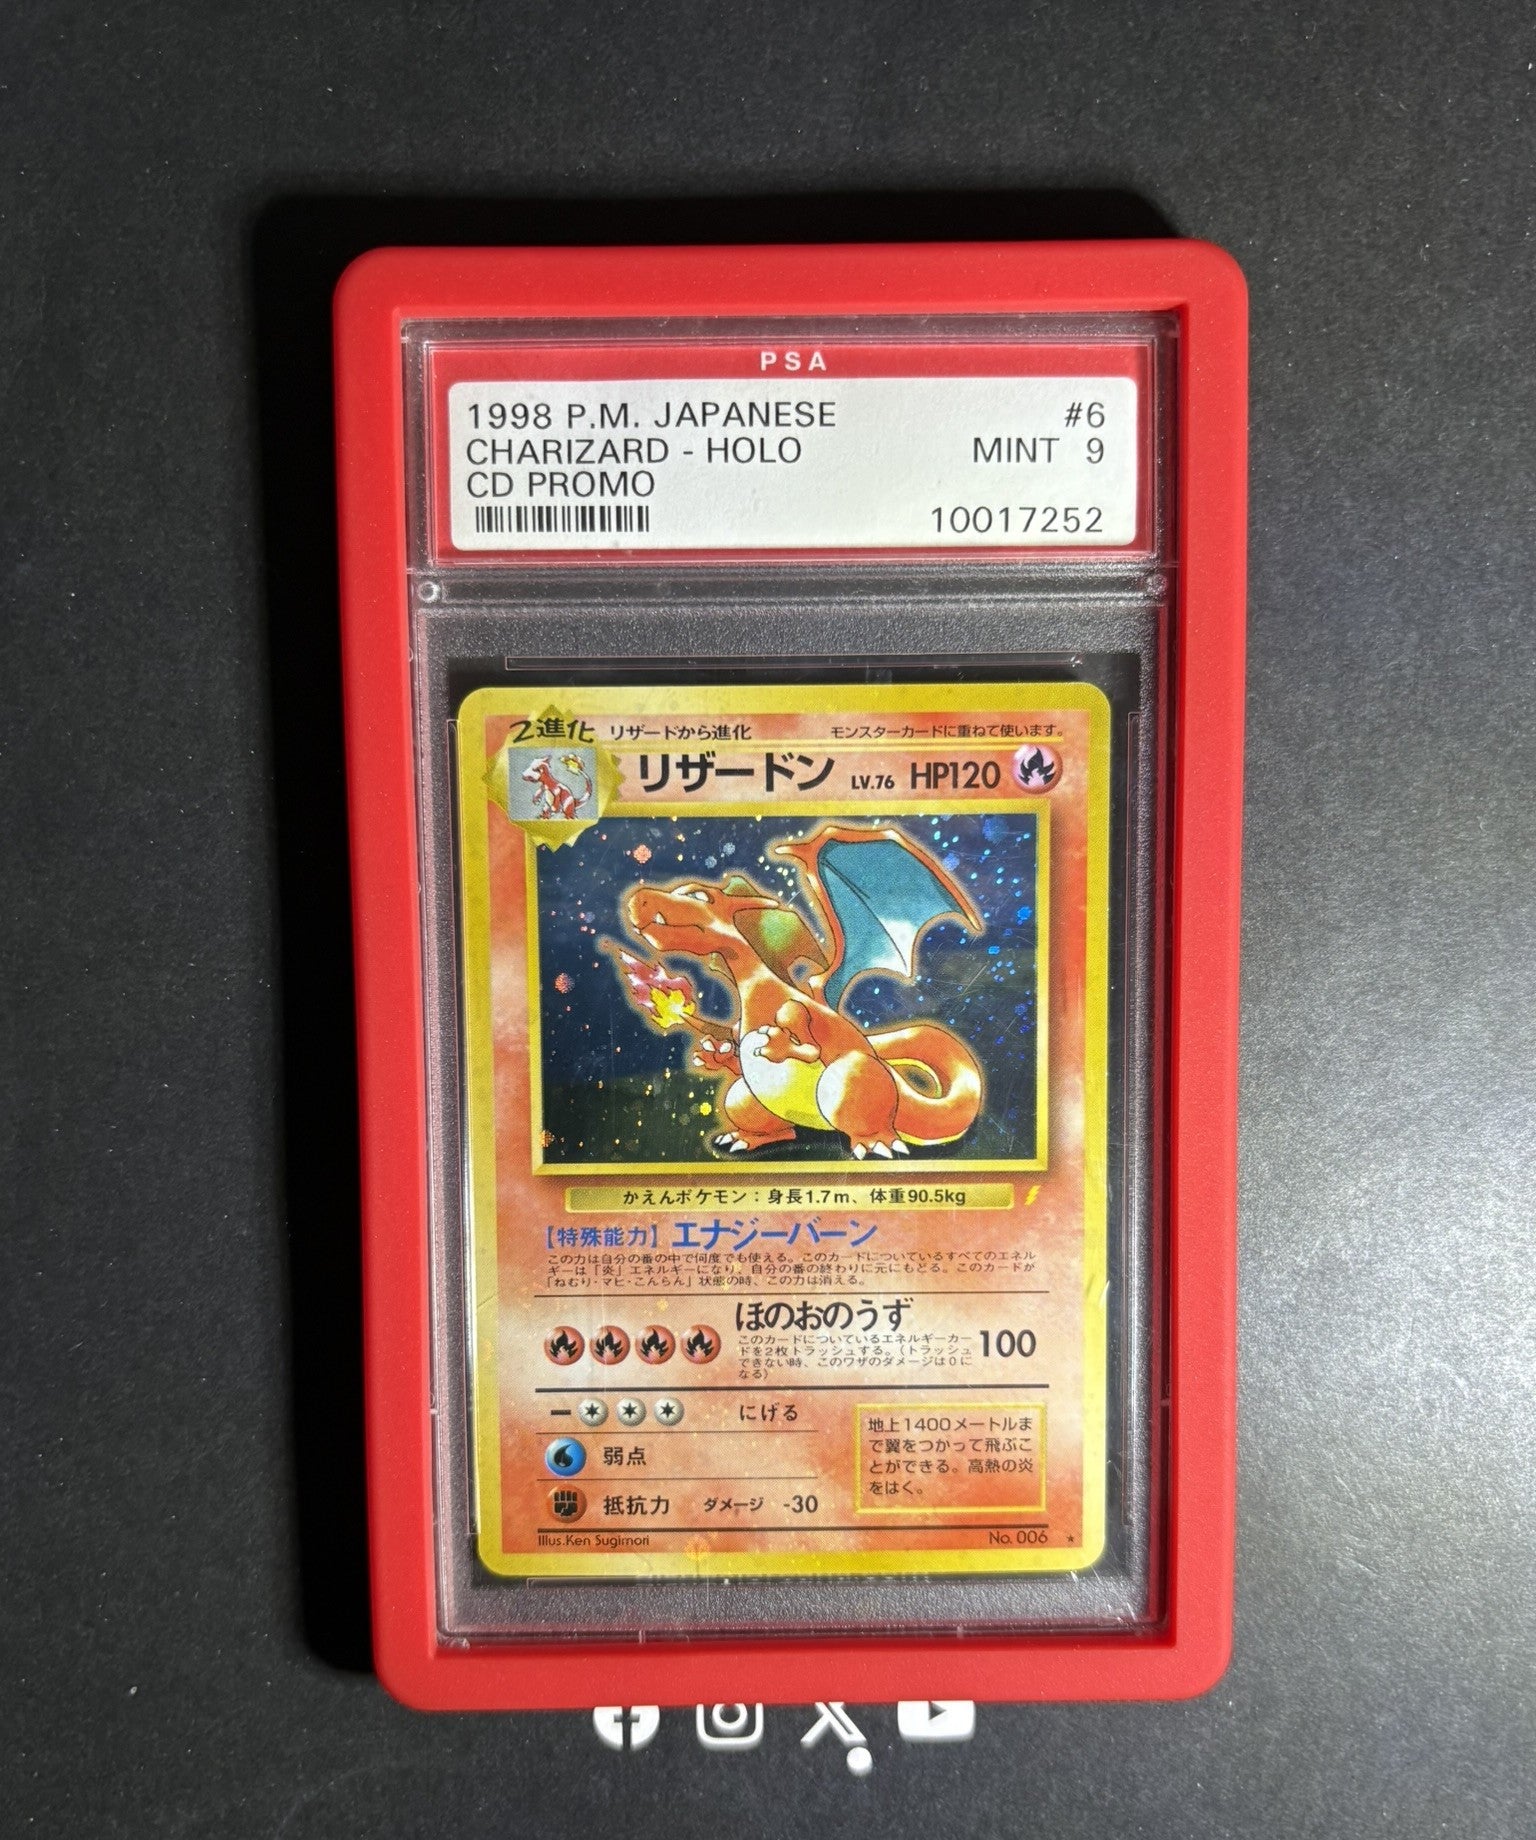 PSA
1998 P.M. JAPANESE #6
CHARIZARD - HOLO MINT 9
CD PROMO
10017252
2進化 リザードから進化 モンスターカードに重ねて使います。
リザードン LV.76 HP120
かえんポケモン：身長1.7m、体重90.5kg
【特殊能力】エナジーバーン
この力は自分の番の中で何度でも使える。このカードについているすべてのエネル
ギーは「炎」エネルギーになり、自分の番の終わりに元にもどる。このカードが
「ねむり・マヒ・こんらん」状態の時、この力は消える。
ほのおのうず
このカードについているエネルギーカー
ドを2枚トラッシュする。（トラッシュ
できない時、このワザのダメージは0に
なる）
100
にげる
弱点
抵抗力 ダメージ -30
地上1400メートルま
で翼をつかって飛ぶこ
とができる。高熱の炎
をはく。
Illus.Ken Sugimori No. 006